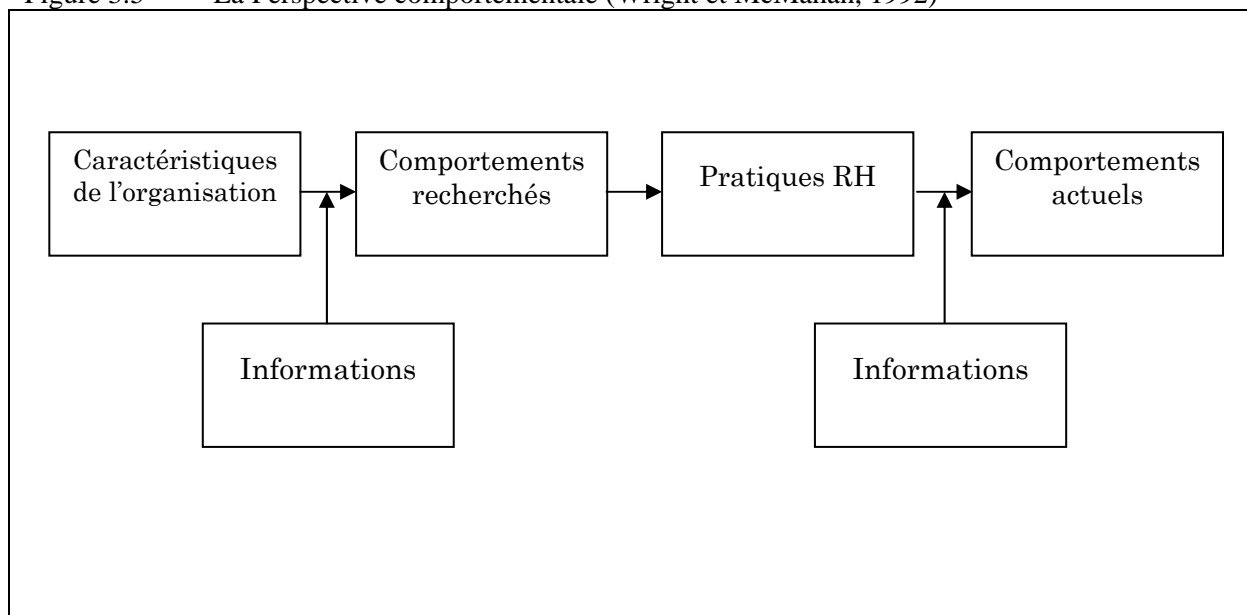 Figure 3.3 La Perspective comportementale (Wright et McMahan, 1992)
Caractéristiques
de l'organisation
Comportements
recherchés
Pratiques RH
Comportements
actuels
Informations
Informations